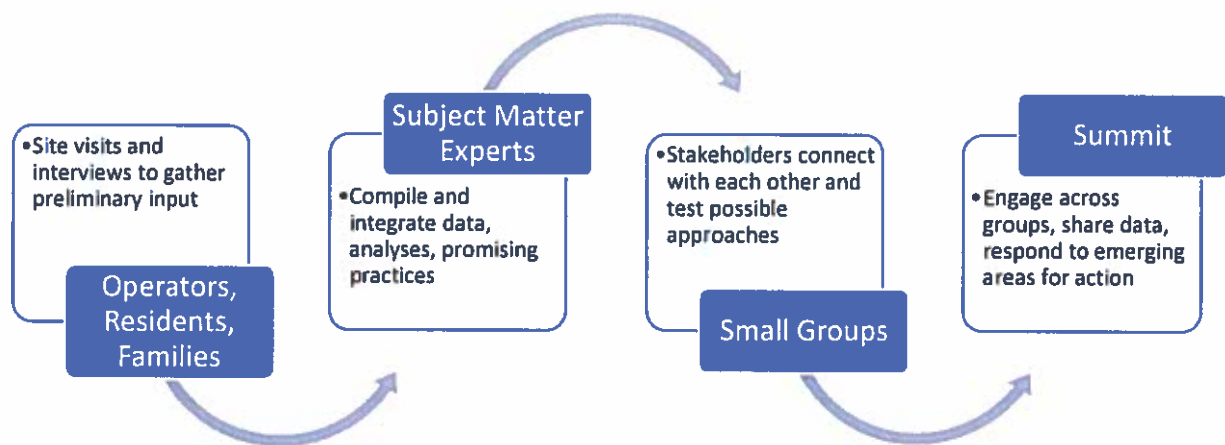 •Site visits and
interviews to gather
preliminary input
Operators,
Residents,
Families
Subject Matter
Experts
•Compile and
integrate data,
analyses, promising
practices
•Stakeholders connect
with each other and
test possible
approaches
Small Groups
Summit
•Engage across
groups, share data,
respond to emerging
areas for action